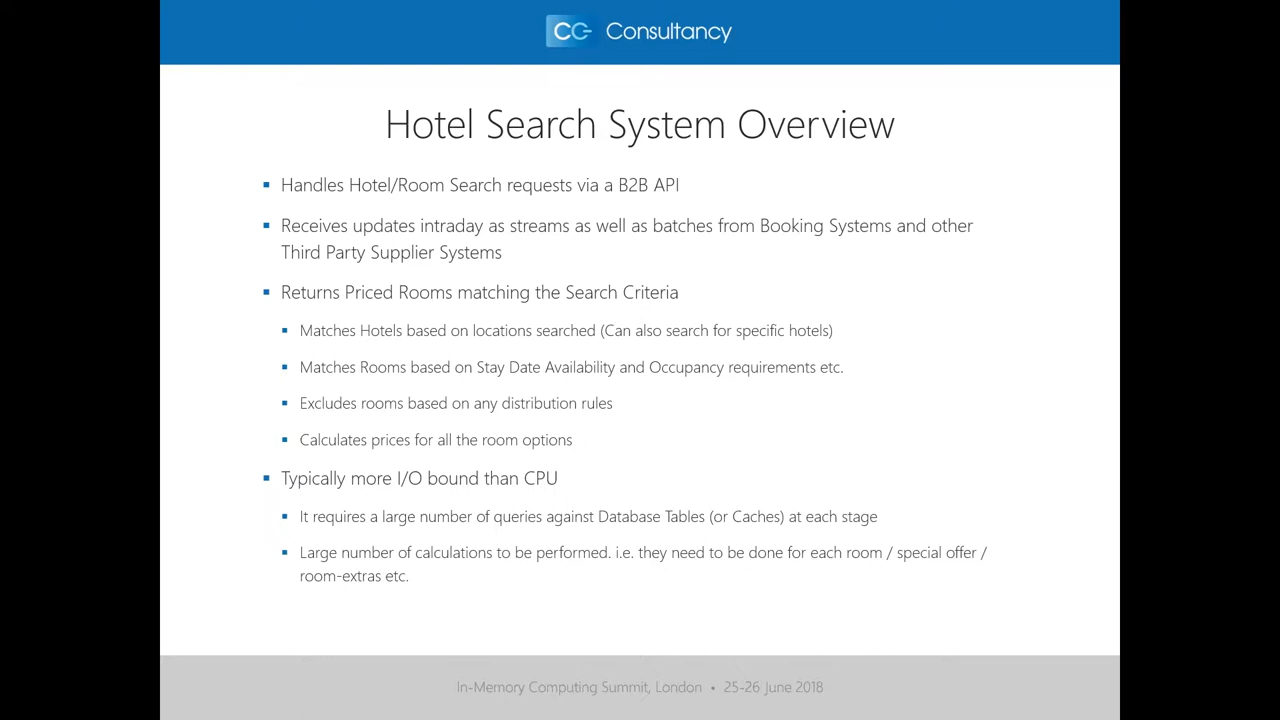 CG Consultancy
Hotel Search System Overview
Handles Hotel/Room Search requests via a B2B API
Receives updates intraday as streams as well as batches from Booking Systems and other
Third Party Supplier Systems
Returns Priced Rooms matching the Search Criteria
Matches Hotels based on locations searched (Can also search for specific hotels)
Matches Rooms based on Stay Date Availability and Occupancy requirements etc.
Excludes rooms based on any distribution rules
Calculates prices for all the room options
Typically more I/O bound than CPU
It requires a large number of queries against Database Tables (or Caches) at each stage
Large number of calculations to be performed. i.e. they need to be done for each room / special offer /
room-extras etc.
In-Memory Computing Summit, London • 25-26 June 2018